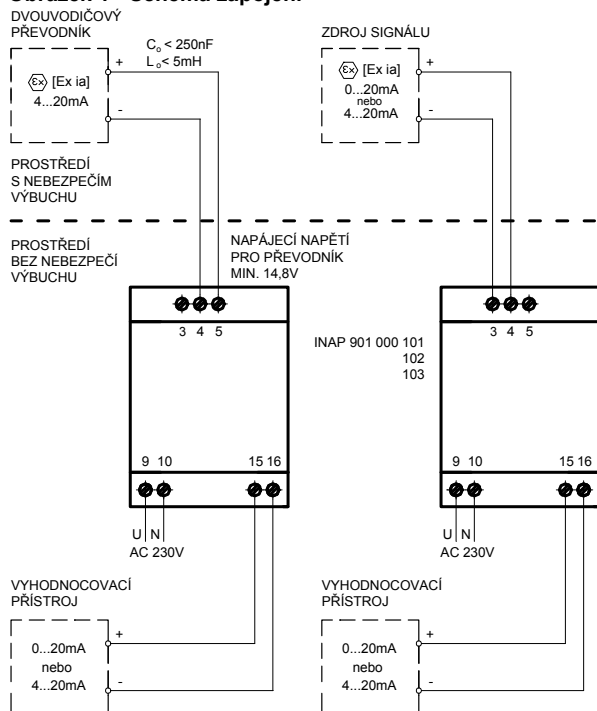 Obrázek 1 - Schéma zapojení
DVOUVODIČOVÝ
PŘEVODNÍK
+
Co < 250nF
Lo < 5mH
Ex [Ex ia]
4...20mA
-
PROSTŘEDÍ
S NEBEZPEČÍM
VÝBUCHU
ZDROJ SIGNÁLU
+
Ex [Ex ia]
0...20mA
nebo
4...20mA
-
PROSTŘEDÍ
BEZ NEBEZPEČÍ
VÝBUCHU
NAPÁJECÍ NAPĚTÍ
PRO PŘEVODNÍK
MIN. 14,8V
3 4 5
9 10
15 16
U N
AC 230V
INAP 901 000 101
102
103
3 4 5
9 10
15 16
U N
AC 230V
VYHODNOCOVACÍ
PŘÍSTROJ
+
0...20mA
nebo
4...20mA
-
VYHODNOCOVACÍ
PŘÍSTROJ
+
0...20mA
nebo
4...20mA
-